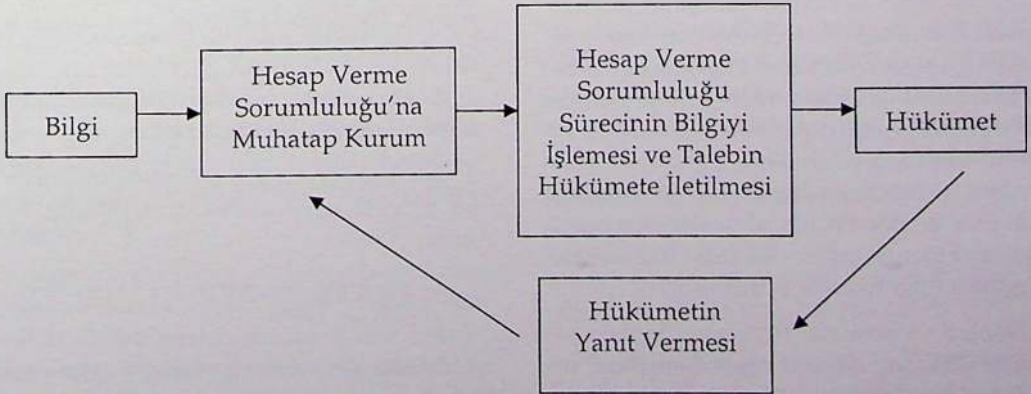 Bilgi
Hesap Verme
Sorumluluğu'na
Muhatap Kurum
Hesap Verme
Sorumluluğu
Sürecinin Bilgiyi
İşlemesi ve Talebin
Hükümete İletilmesi
Hükümet
Hükümetin
Yanıt Vermesi